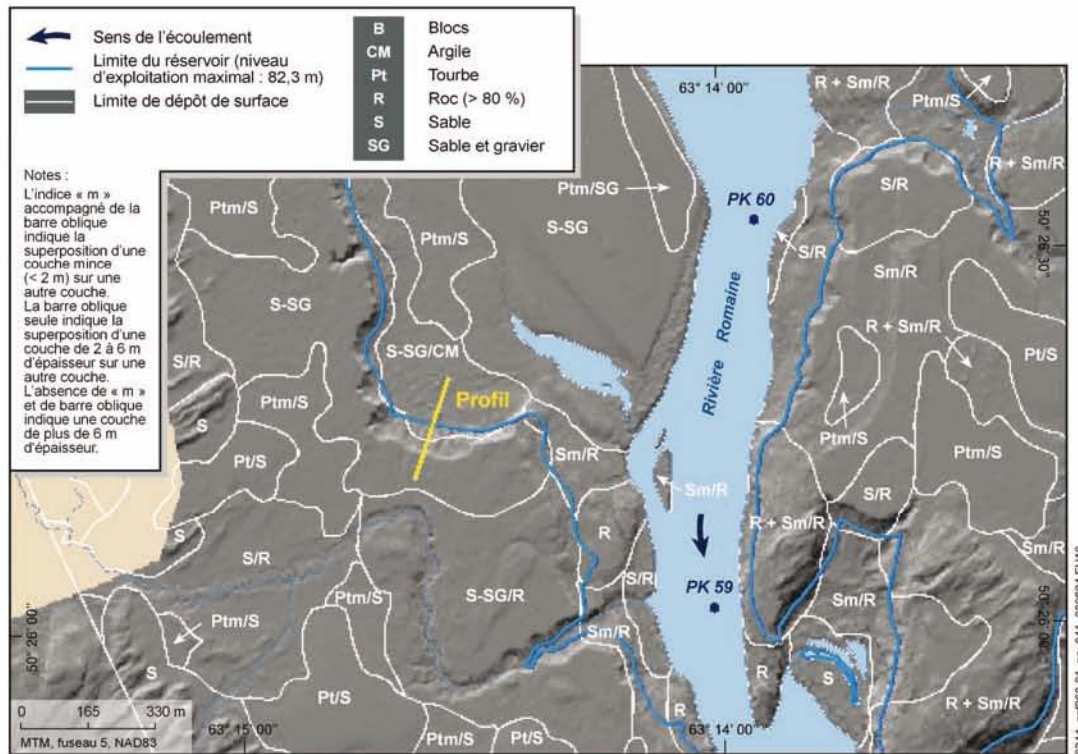 Sens de l'écoulement
Limite du réservoir (niveau
d'exploitation maximal : 82,3 m)
Limite de dépôt de surface
B Blocs
CM Argile
Pt Tourbe
R Roc (> 80 %)
S Sable
SG Sable et gravier
Notes :
L'indice « m »
accompagné de la
barre oblique
indique la
superposition d'une
couche mince
(< 2 m) sur une
autre couche.
La barre oblique
seule indique la
superposition d'une
couche de 2 à 6 m
d'épaisseur sur une
autre couche.
L'absence de « m »
et de barre oblique
indique une couche
de plus de 6 m
d'épaisseur.
63° 14' 00"
R + Sm/R
Ptm/S
R + Sm/R
Ptm/SG
S/R
Ptm/S
S-SG
PK 60
S/R
50° 26' 30"
Ptm/S
Sm/R
S-SG
Rivière Romaine
R + Sm/R
S-SG/CM
Pt/S
S/R
Profil
Ptm/S
S
Ptm/S
Sm/R
Ptm/S
Pt/S
Sm/R
S/R
R
R + Sm/R
S
S/R
Sm/R
S/R
PK 59
Ptm/S
S-SG/R
Sm/R
50° 26' 00"
50° 26' 00"
Ptm/S
Sm/R
S
R
S
R + Sm/R
Pt/S
R
0 165 330 m
63° 15' 00"
Pt/S
63° 14' 00"
MTM, fuseau 5, NAD83